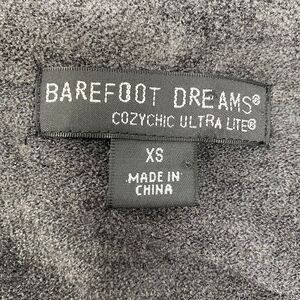 BAREFOOT DREAMS®
COZYCHIC ULTRA LITE®
XS
MADE IN
CHINA